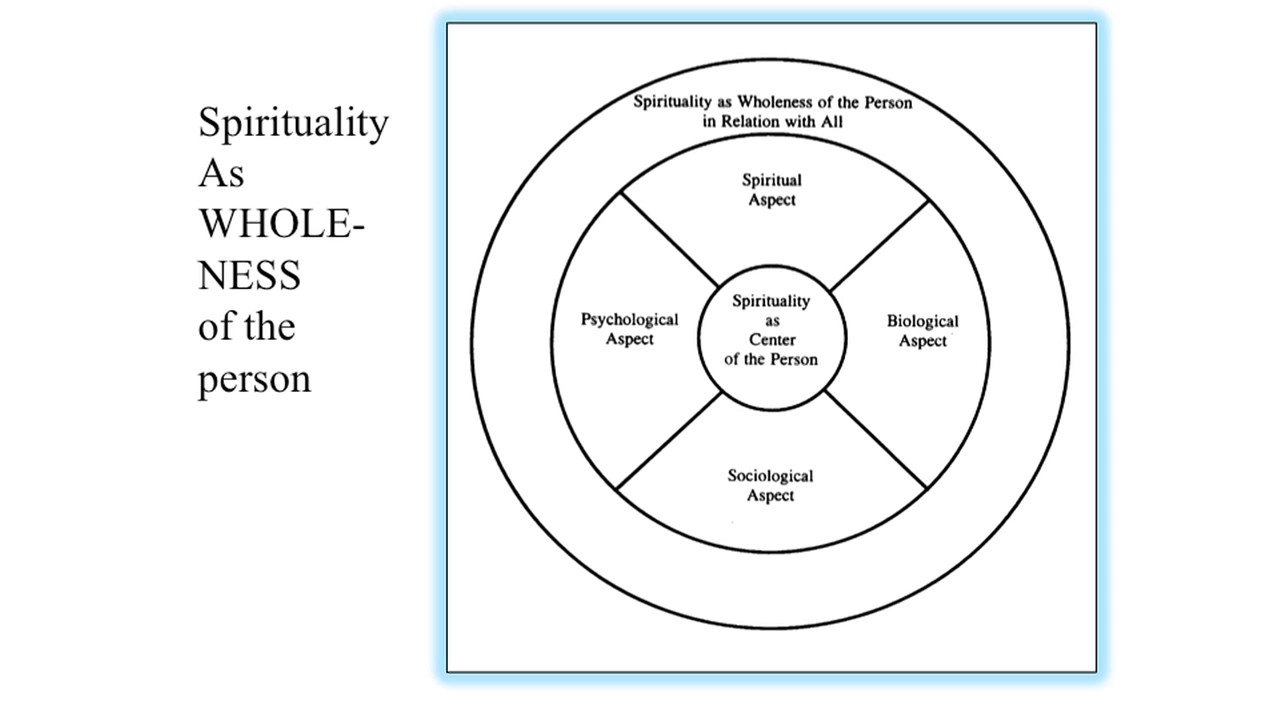 Spirituality
As
WHOLE-
NESS
of the
person
Spirituality as Wholeness of the Person
in Relation with All
Spiritual
Aspect
Psychological
Aspect
Spirituality
as
Center
of the Person
Biological
Aspect
Sociological
Aspect